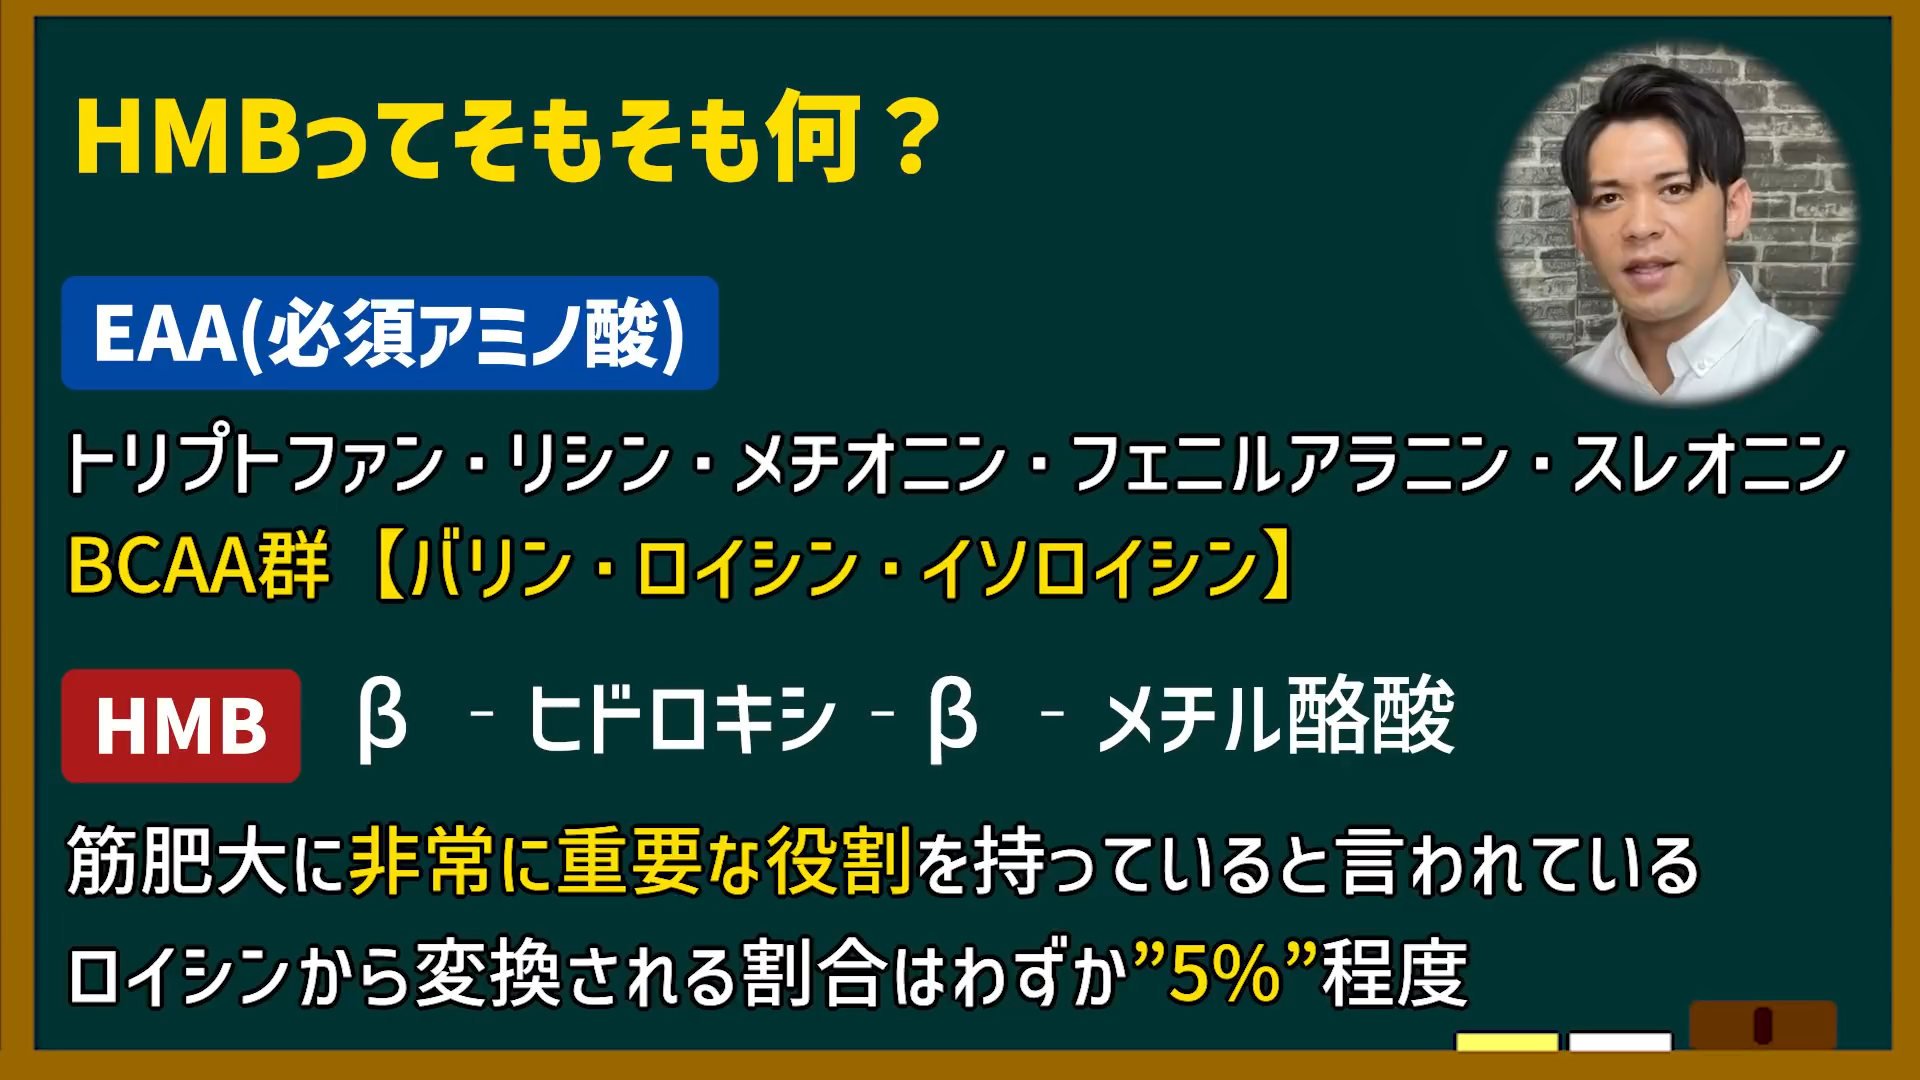 HMBってそもそも何？
EAA(必須アミノ酸)
トリプトファン・リシン・メチオニン・フェニルアラニン・スレオニン
BCAA群【バリン・ロイシン・イソロイシン】
HMB β‐ヒドロキシ‐β‐メチル酪酸
筋肥大に非常に重要な役割を持っていると言われている
ロイシンから変換される割合はわずか”5%”程度